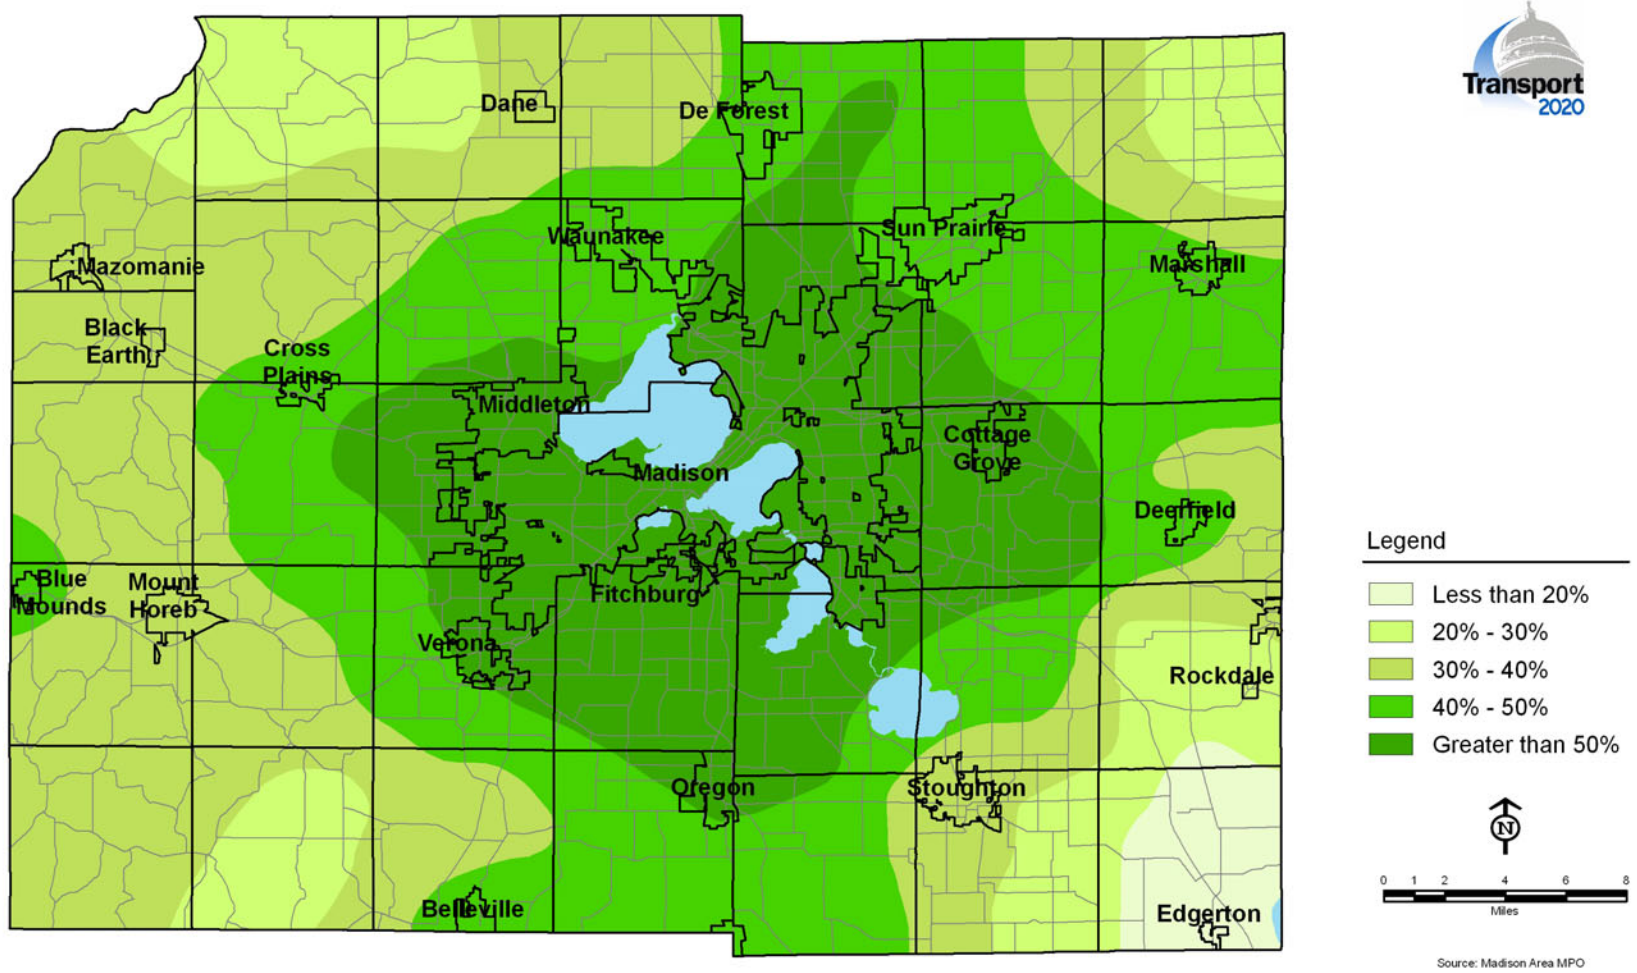 Transport
2020
Dane
De Forest
Waunakee
Sun Prairie
Marshall
Mazomanie
Black
Earth
Cross
Plains
Middleton
Cottage
Grove
Madison
Deerfield
Blue
Mounds
Mount
Horeb
Fitchburg
Verona
Rockdale
Oregon
Stoughton
Belleville
Edgerton
Legend
Less than 20%
20% - 30%
30% - 40%
40% - 50%
Greater than 50%
N
0 1 2 4 6 8
Miles
Source: Madison Area MPO